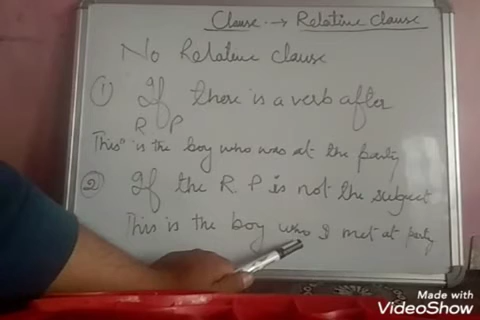 Clause → Relative clause
No Relative clause
① If there is a verb after
R P
This is the boy who was at the party
② If the R. P is not the subject
This is the boy who I met at party
Made with
VideoShow